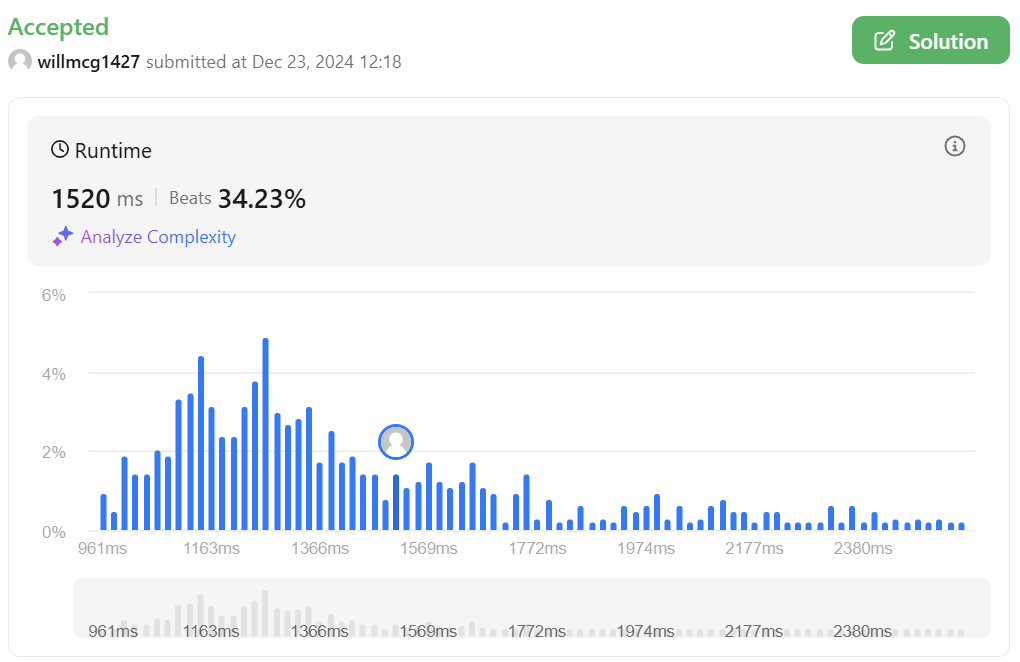 Accepted
Solution
willmcg1427 submitted at Dec 23, 2024 12:18
Runtime
1520 ms Beats 34.23%
Analyze Complexity
6%
4%
2%
0%
961ms 1163ms 1366ms 1569ms 1772ms 1974ms 2177ms 2380ms
961ms 1163ms 1366ms 1569ms 1772ms 1974ms 2177ms 2380ms